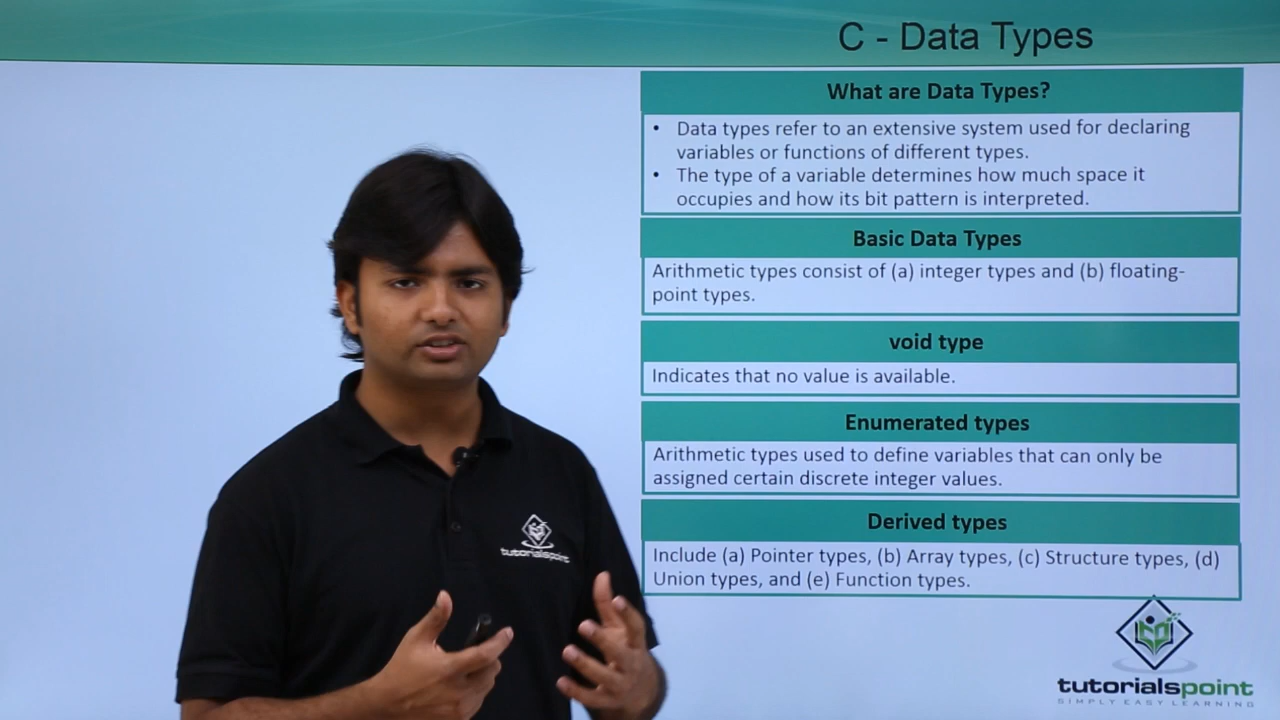 C - Data Types
What are Data Types?
• Data types refer to an extensive system used for declaring
variables or functions of different types.
• The type of a variable determines how much space it
occupies and how its bit pattern is interpreted.
Basic Data Types
Arithmetic types consist of (a) integer types and (b) floating-
point types.
void type
Indicates that no value is available.
Enumerated types
Arithmetic types used to define variables that can only be
assigned certain discrete integer values.
Derived types
Include (a) Pointer types, (b) Array types, (c) Structure types, (d)
Union types, and (e) Function types.
tutorialspoint
tutorialspoint
SIMPLY EASY LEARNING